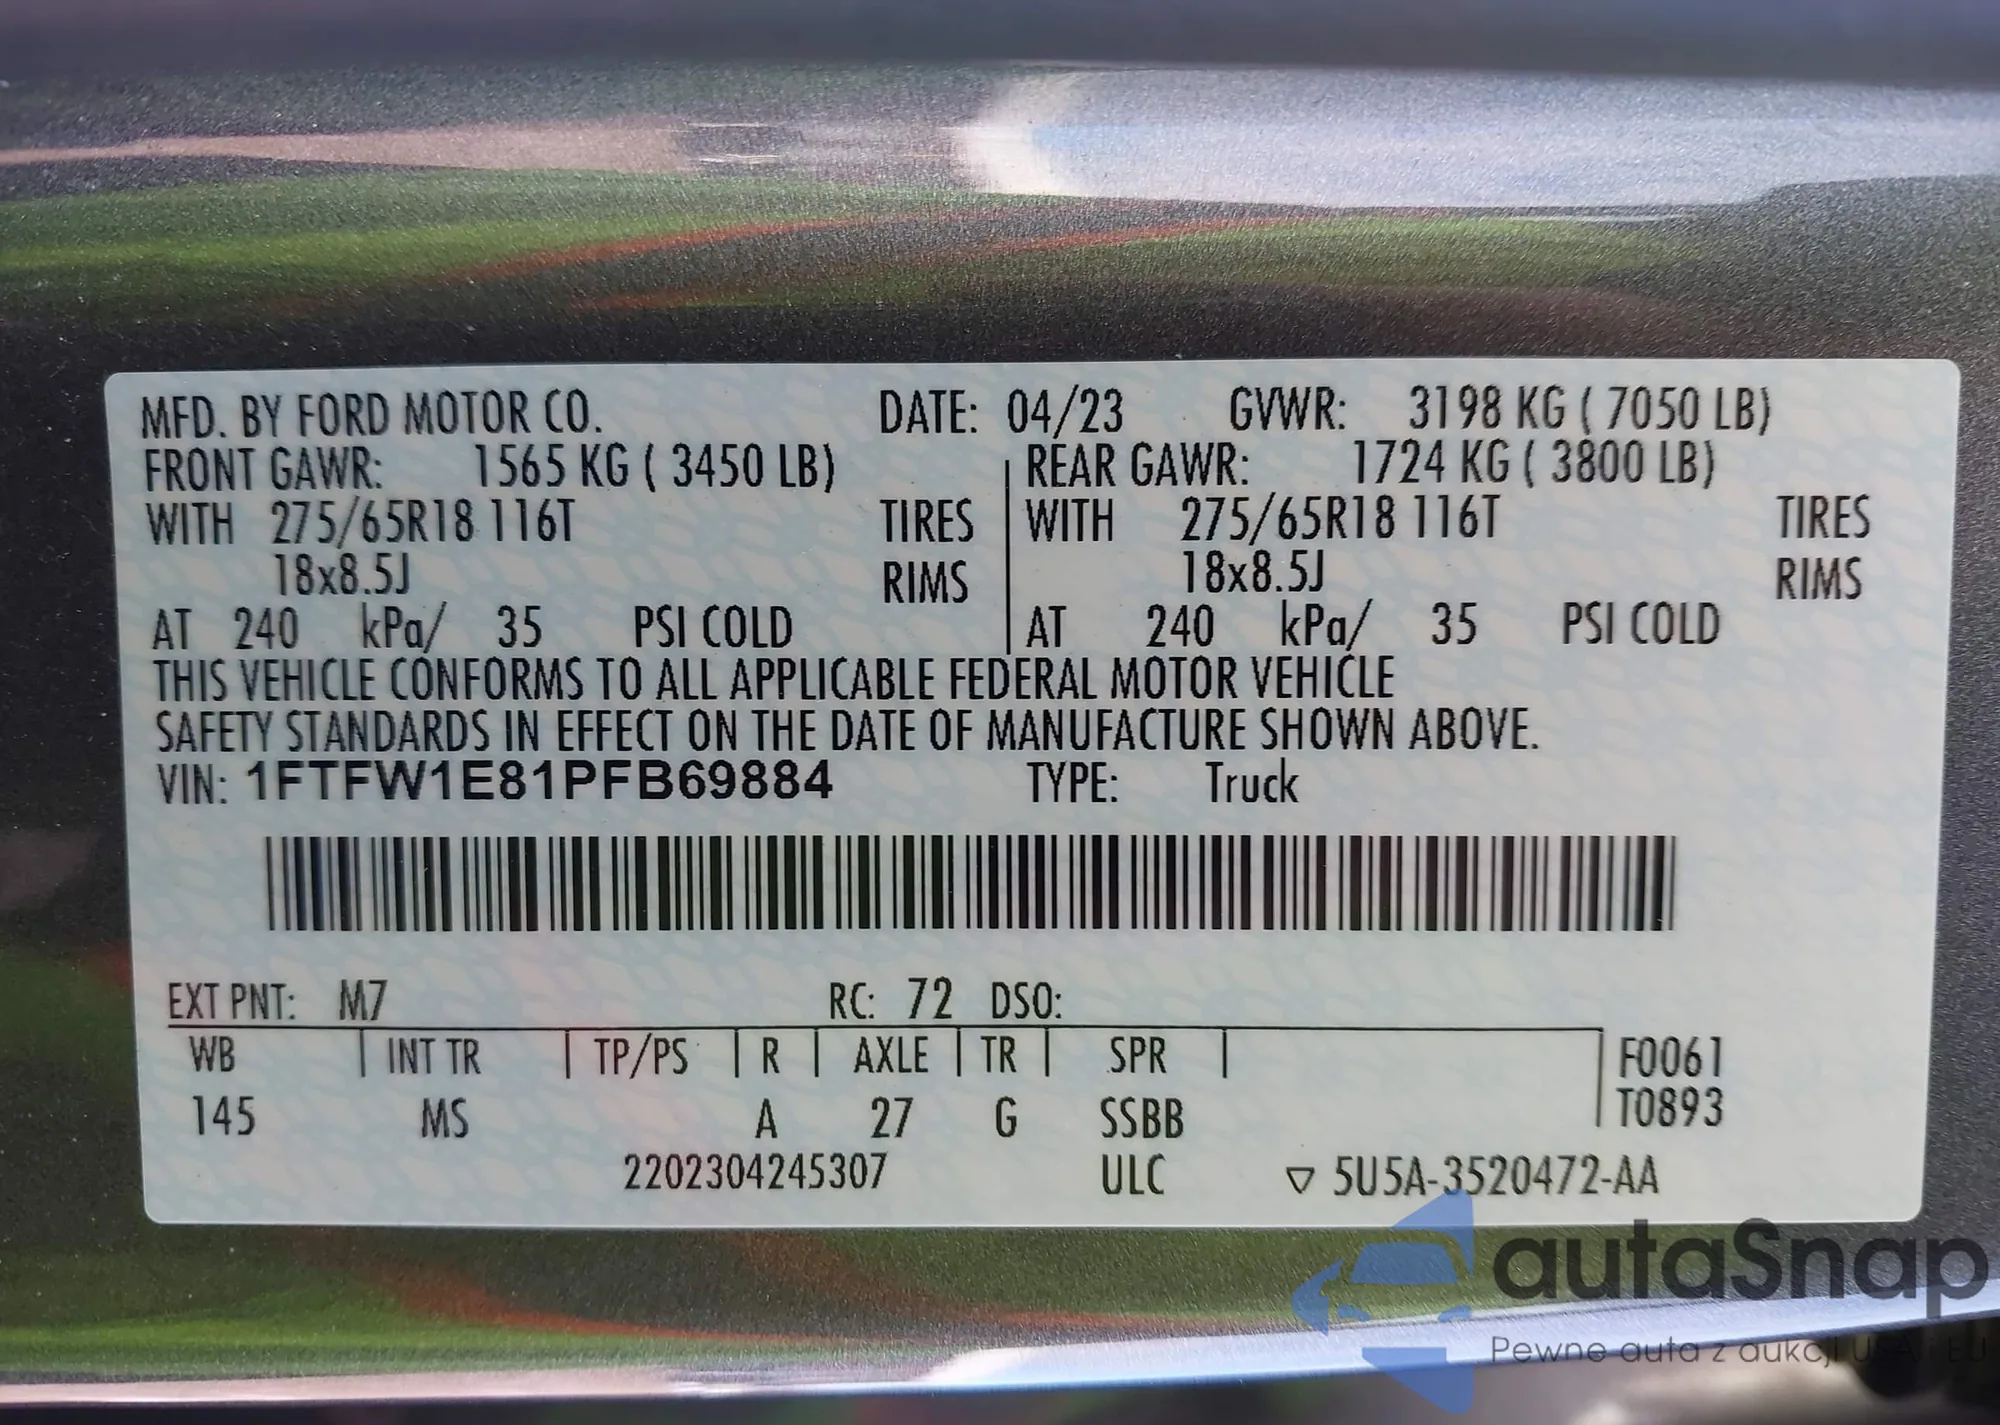 MFD. BY FORD MOTOR CO. DATE: 04/23 GVWR: 3198 KG ( 7050 LB)
FRONT GAWR: 1565 KG ( 3450 LB) REAR GAWR: 1724 KG ( 3800 LB)
WITH 275/65R18 116T TIRES WITH 275/65R18 116T TIRES
18x8.5J RIMS 18x8.5J RIMS
AT 240 kPa/ 35 PSI COLD AT 240 kPa/ 35 PSI COLD
THIS VEHICLE CONFORMS TO ALL APPLICABLE FEDERAL MOTOR VEHICLE
SAFETY STANDARDS IN EFFECT ON THE DATE OF MANUFACTURE SHOWN ABOVE.
VIN: 1FTFW1E81PFB69884 TYPE: Truck
EXT PNT: M7 RC: 72 DSO:
WB INT TR TP/PS R AXLE TR SPR F0061
T0893
145 MS A 27 G SSBB
2202304245307 ULC ▽ 5U5A-3520472-AA
autaSnap
Pewne auta z aukcji USA i EU